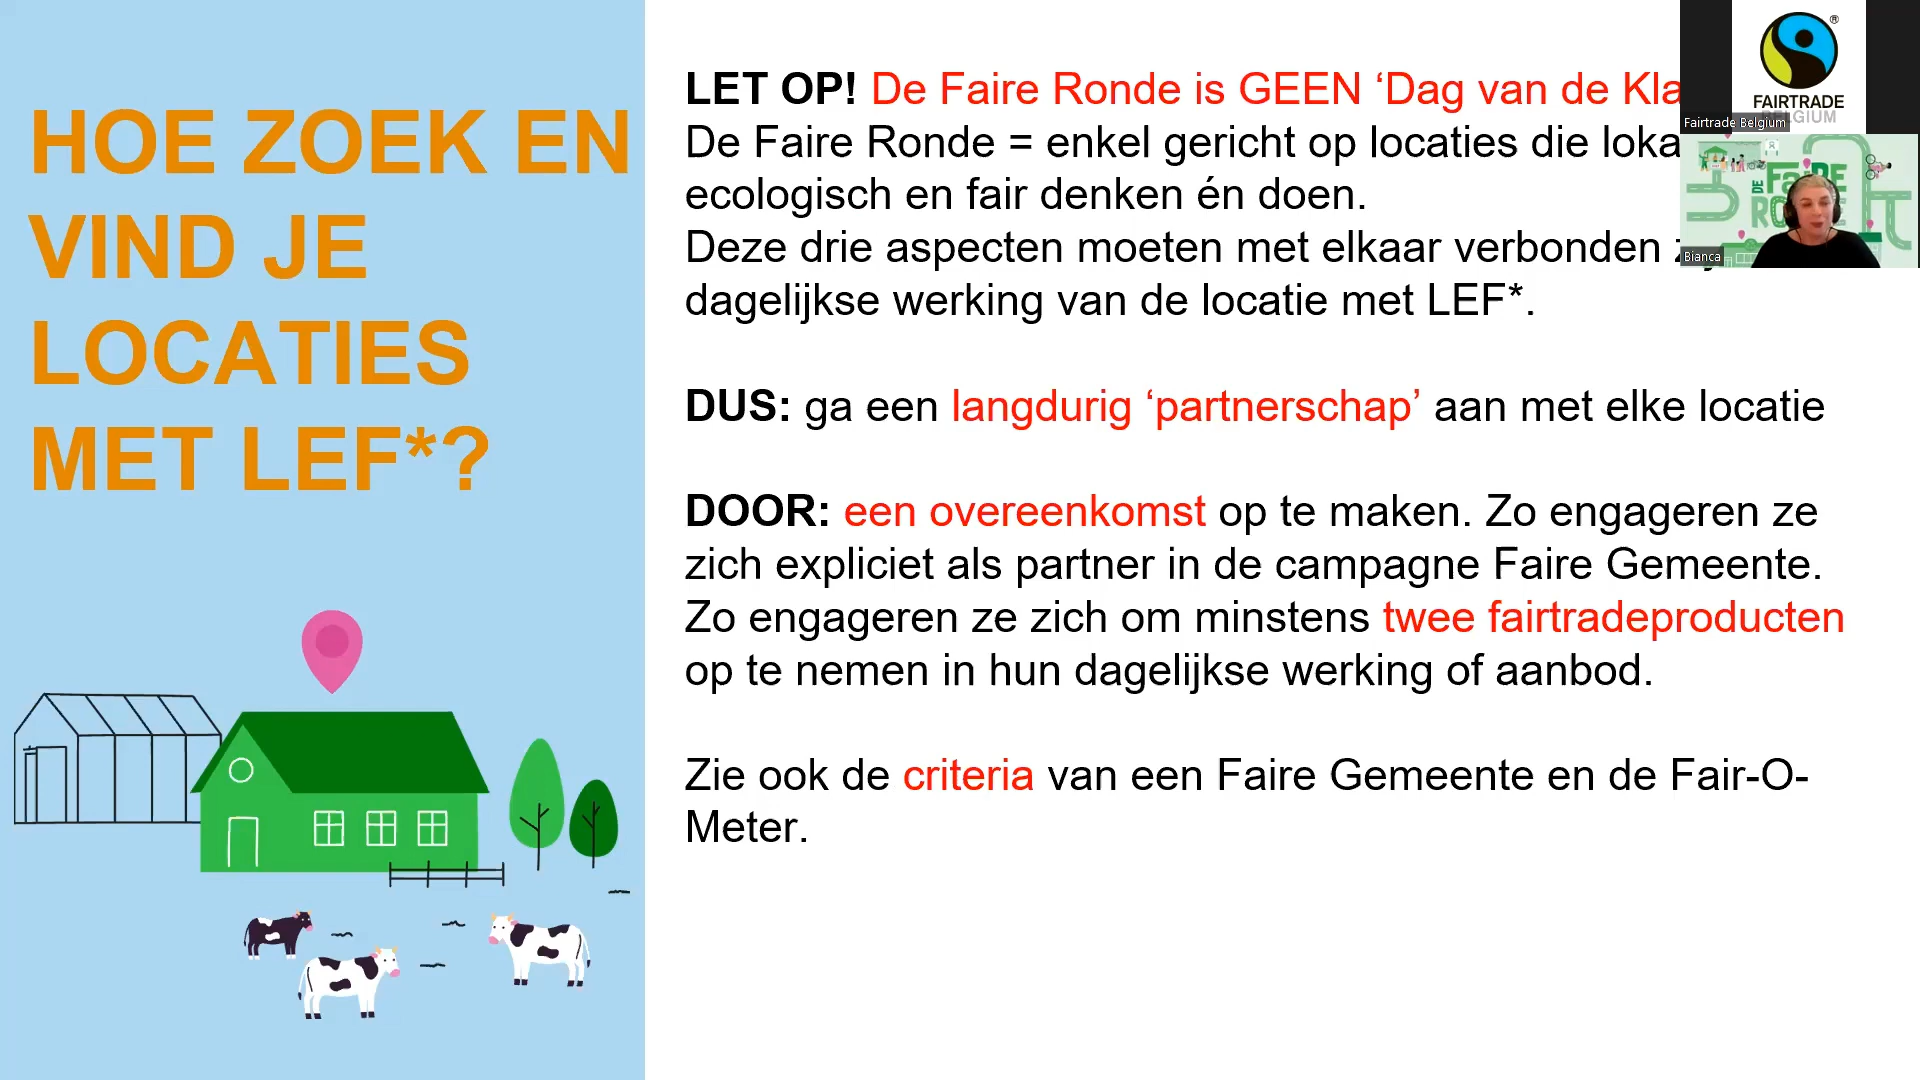 HOE ZOEK EN
VIND JE
LOCATIES
MET LEF*?
LET OP! De Faire Ronde is GEEN ‘Dag van de
De Faire Ronde = enkel gericht op locaties die
ecologisch en fair denken én doen.
Deze drie aspecten moeten met elkaar verbonden
dagelijkse werking van de locatie met LEF*.
DUS: ga een langdurig ‘partnerschap’ aan met elke locatie
DOOR: een overeenkomst op te maken. Zo engageren ze
zich expliciet als partner in de campagne Faire Gemeente.
Zo engageren ze zich om minstens twee fairtradeproducten
op te nemen in hun dagelijkse werking of aanbod.
Zie ook de criteria van een Faire Gemeente en de Fair-O-
Meter.
FAIRTRADE
BELGIUM
Fairtrade Belgium
DE
FAIRE
Bianca